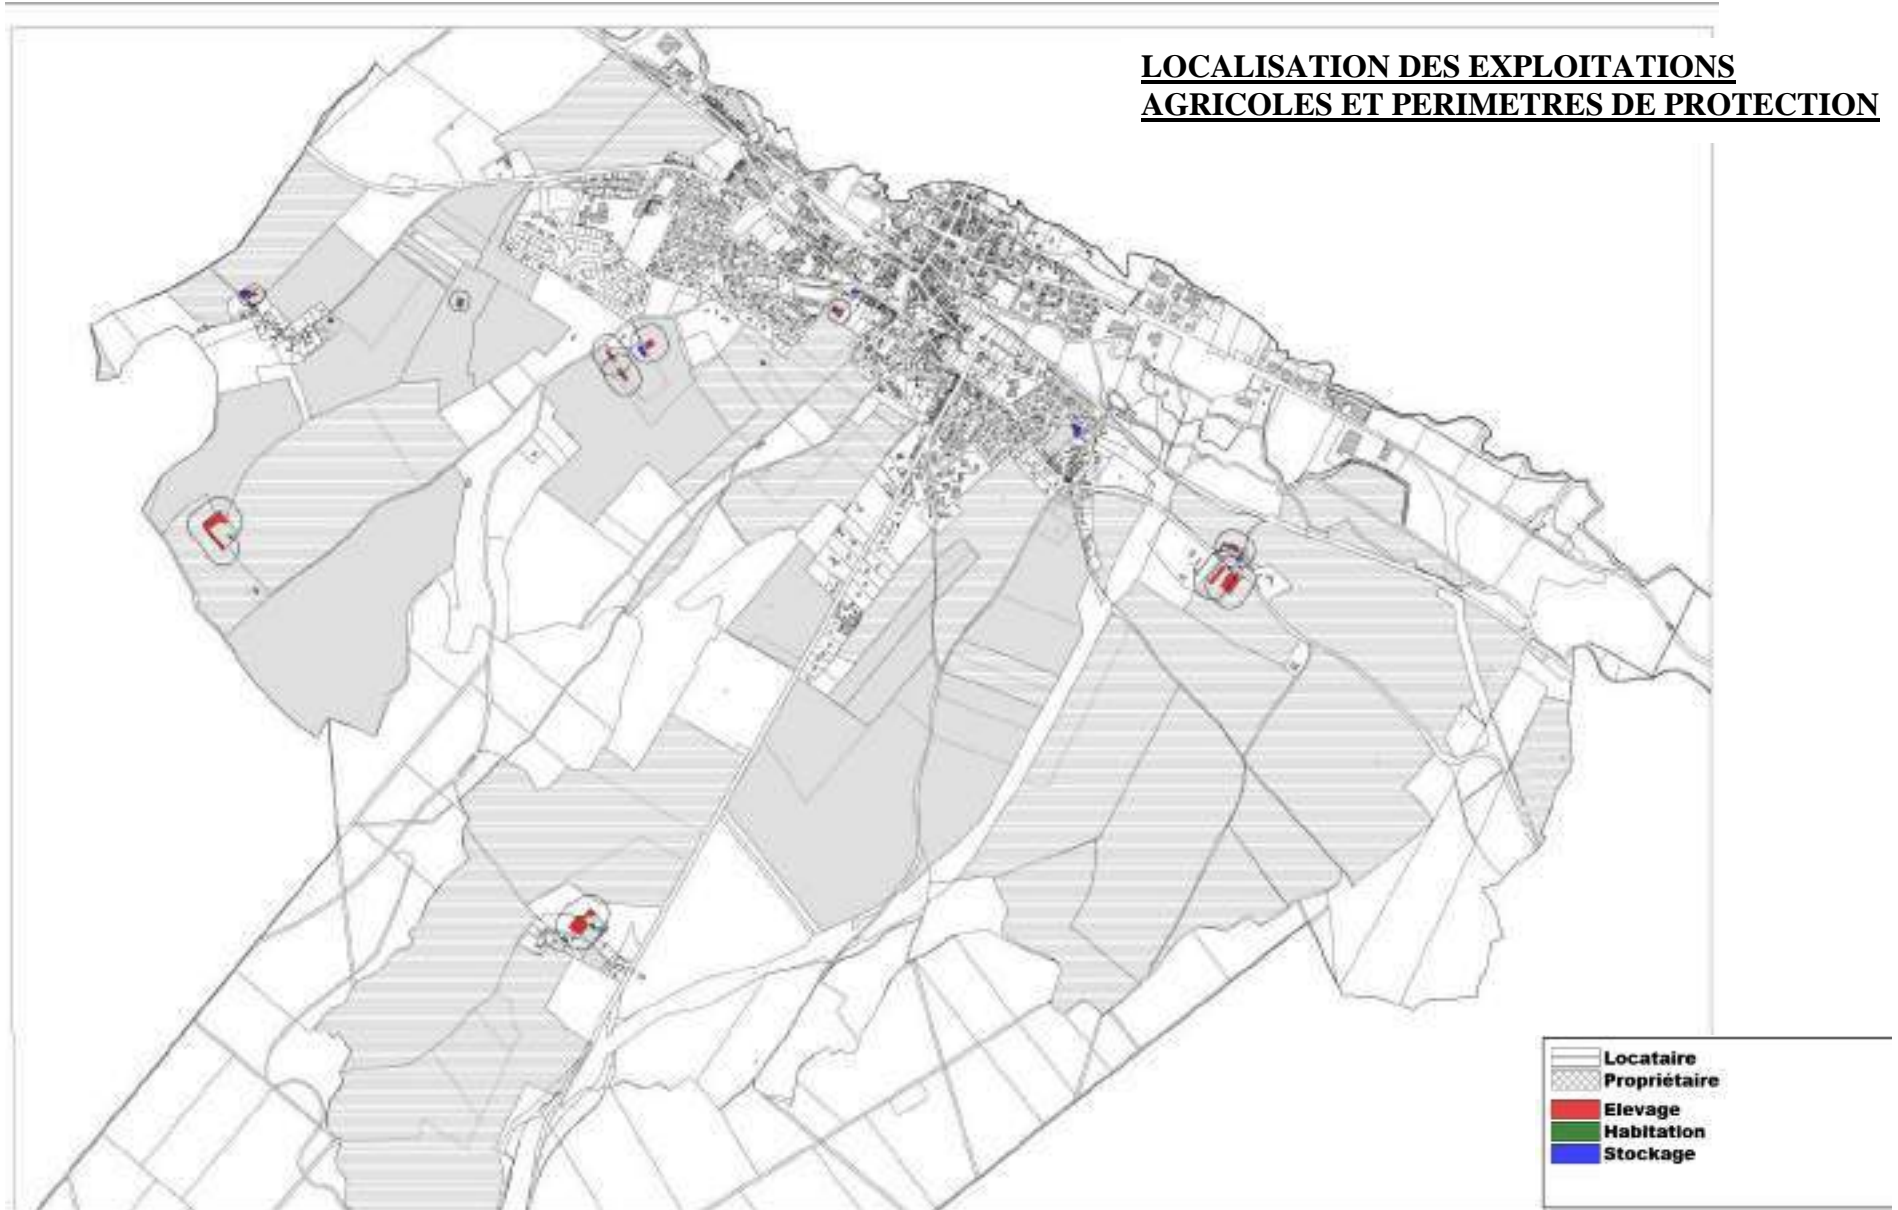 LOCALISATION DES EXPLOITATIONS
AGRICOLES ET PERIMETRES DE PROTECTION
Locataire
Propriétaire
Elevage
Habitation
Stockage